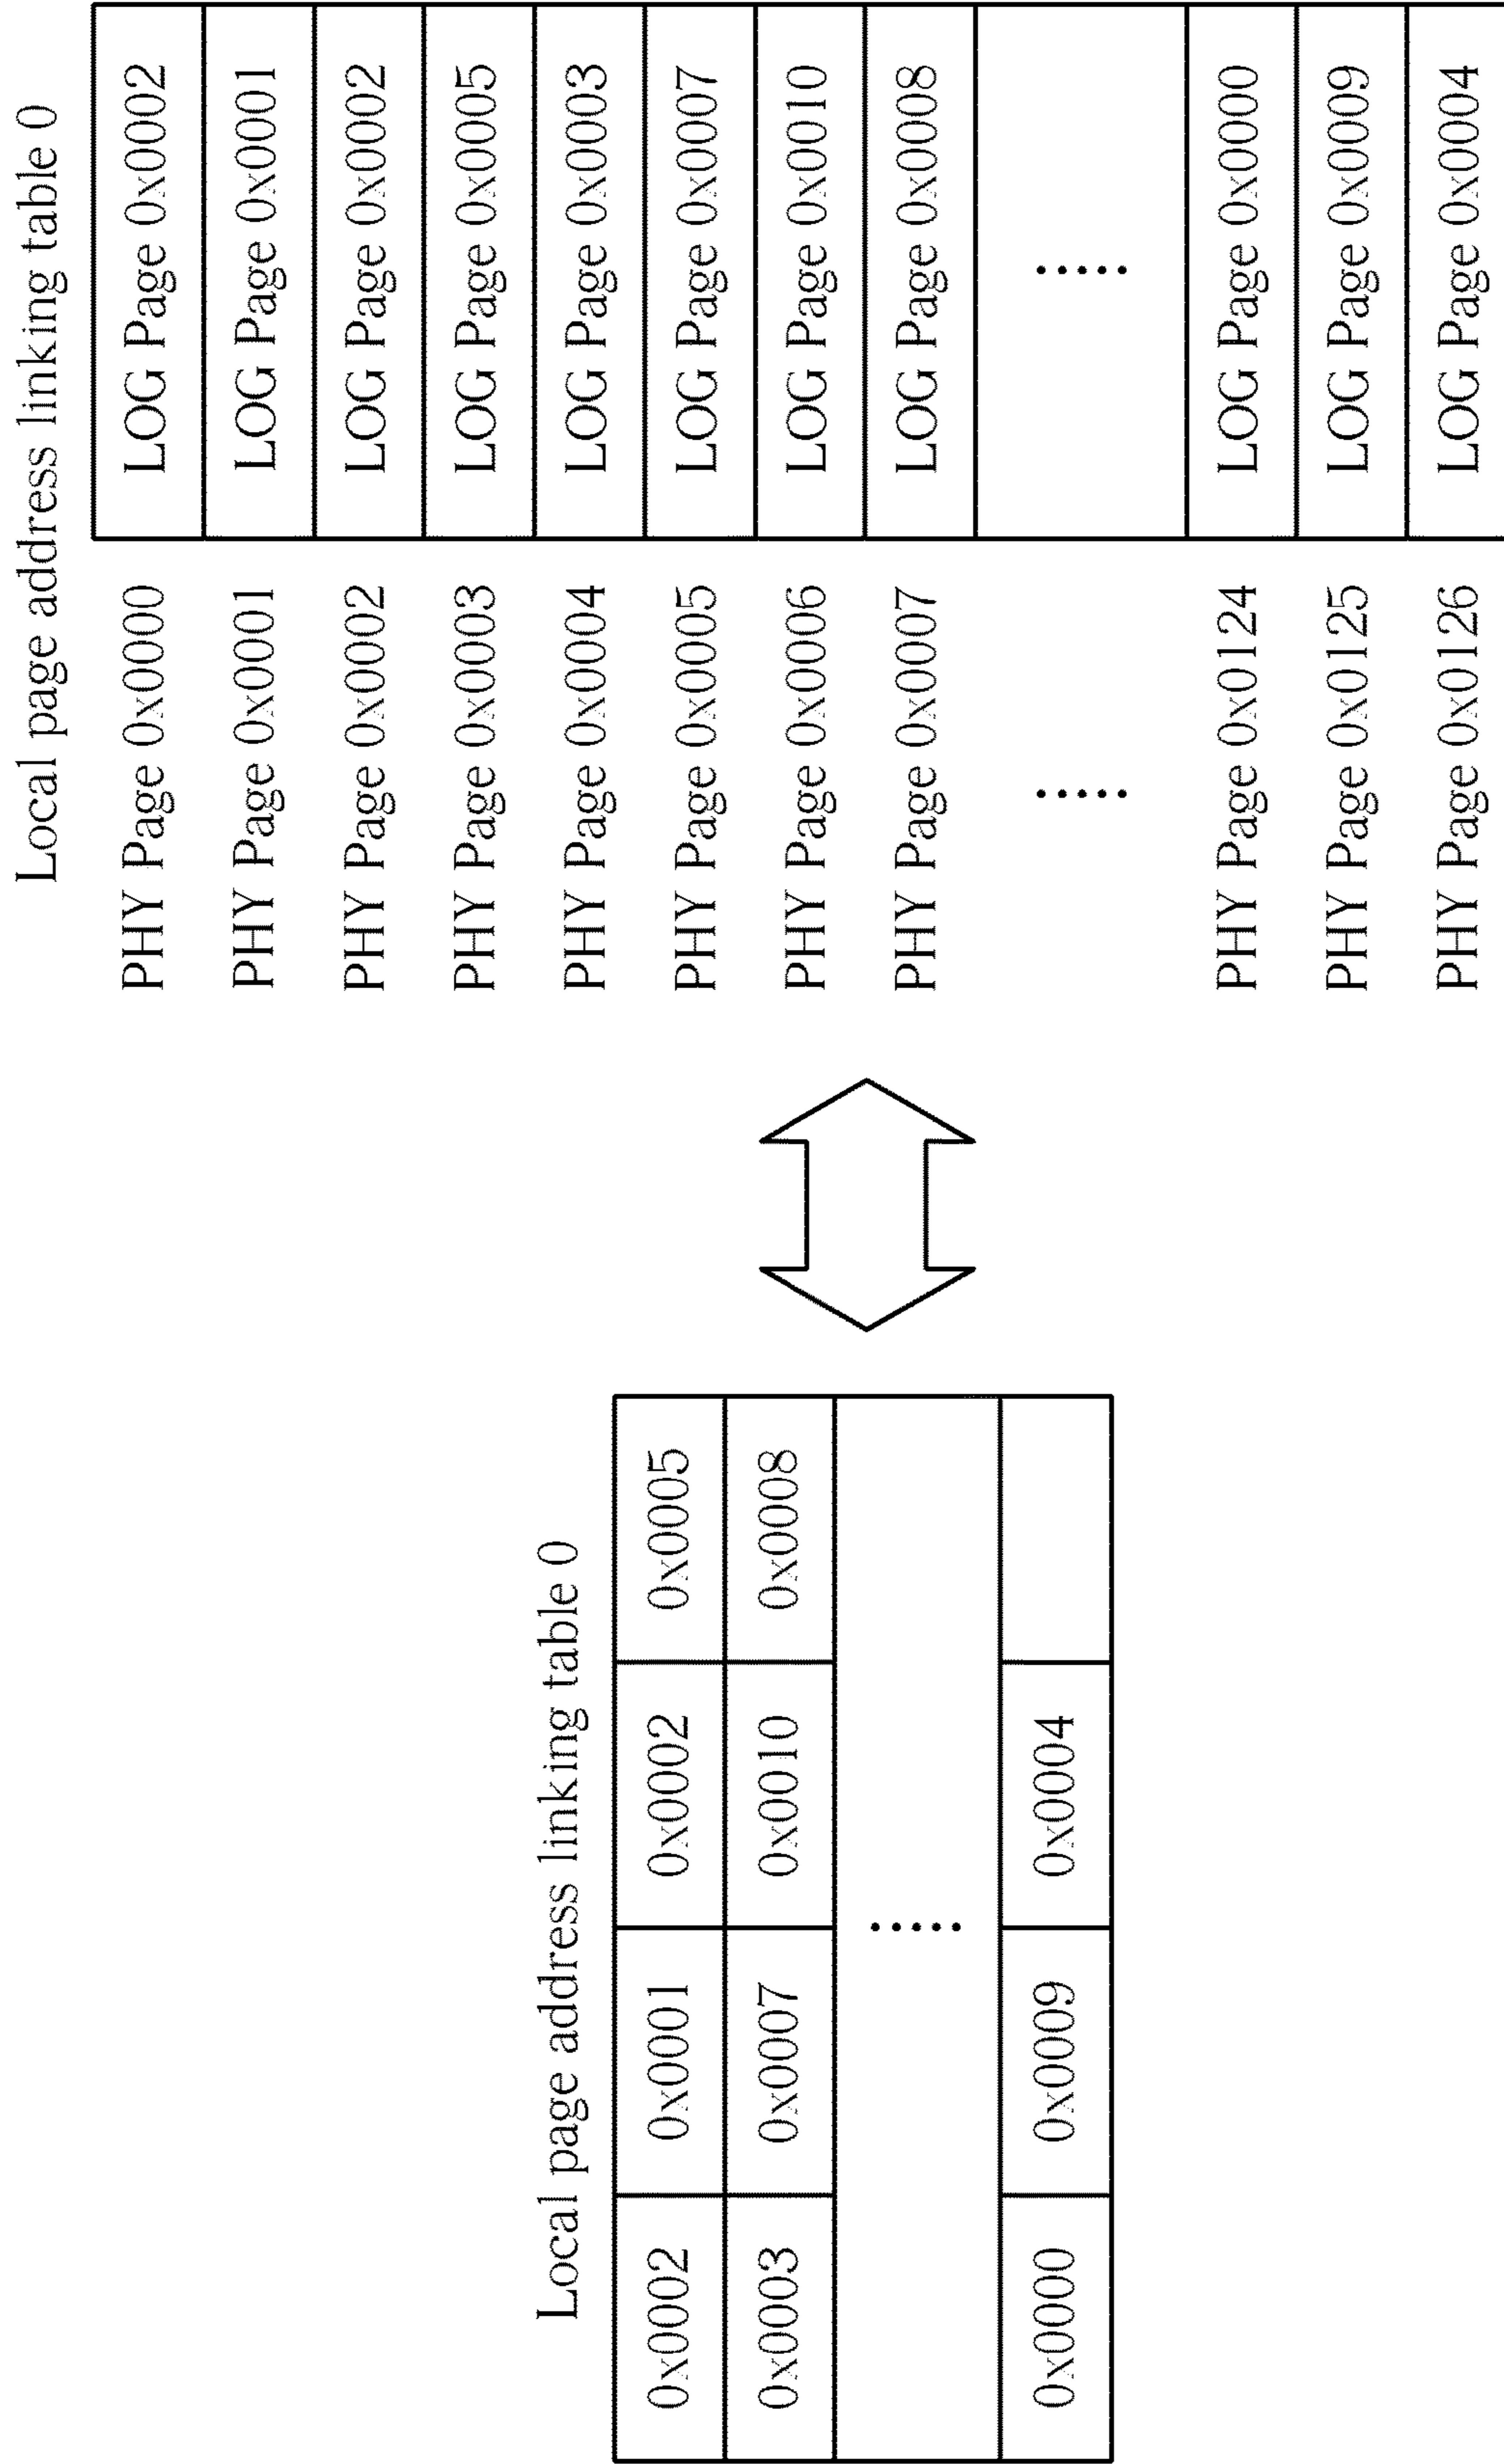 Local page address linking table 0
0x0002 0x0001 0x0002 0x0005
0x0003 0x0007 0x0010 0x0008
.....
0x0000 0x0009 0x0004
Local page address linking table 0
PHY Page 0x0000 LOG Page 0x0002
PHY Page 0x0001 LOG Page 0x0001
PHY Page 0x0002 LOG Page 0x0002
PHY Page 0x0003 LOG Page 0x0005
PHY Page 0x0004 LOG Page 0x0003
PHY Page 0x0005 LOG Page 0x0007
PHY Page 0x0006 LOG Page 0x0010
PHY Page 0x0007 LOG Page 0x0008
..... .....
PHY Page 0x0124 LOG Page 0x0000
PHY Page 0x0125 LOG Page 0x0009
PHY Page 0x0126 LOG Page 0x0004